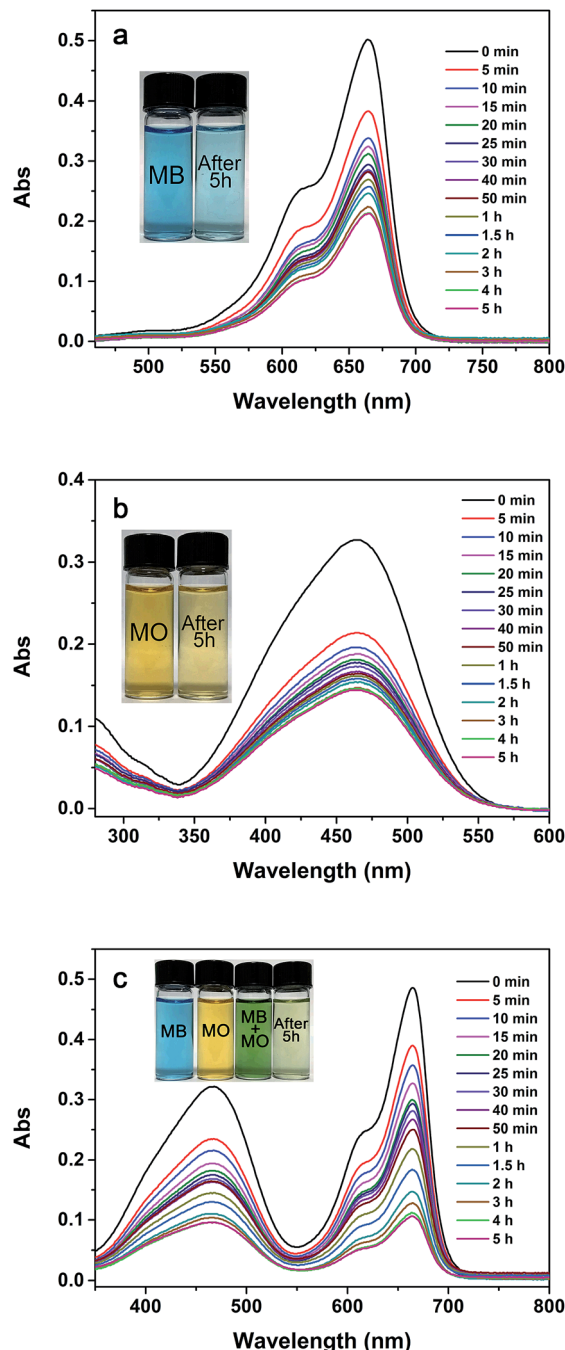 a
0.5
0.4
0.3
0.2
0.1
0.0
Abs
MB
After
5h
0 min
5 min
10 min
15 min
20 min
25 min
30 min
40 min
50 min
1 h
1.5 h
2 h
3 h
4 h
5 h
500 550 600 650 700 750 800
Wavelength (nm)
b
0.4
0.3
0.2
0.1
0.0
Abs
MO
After
5h
0 min
5 min
10 min
15 min
20 min
25 min
30 min
40 min
50 min
1 h
1.5 h
2 h
3 h
4 h
5 h
300 350 400 450 500 550 600
Wavelength (nm)
c
0.5
0.4
0.3
0.2
0.1
0.0
Abs
MB
MO
MB
+
MO
After
5h
0 min
5 min
10 min
15 min
20 min
25 min
30 min
40 min
50 min
1 h
1.5 h
2 h
3 h
4 h
5 h
400 500 600 700 800
Wavelength (nm)